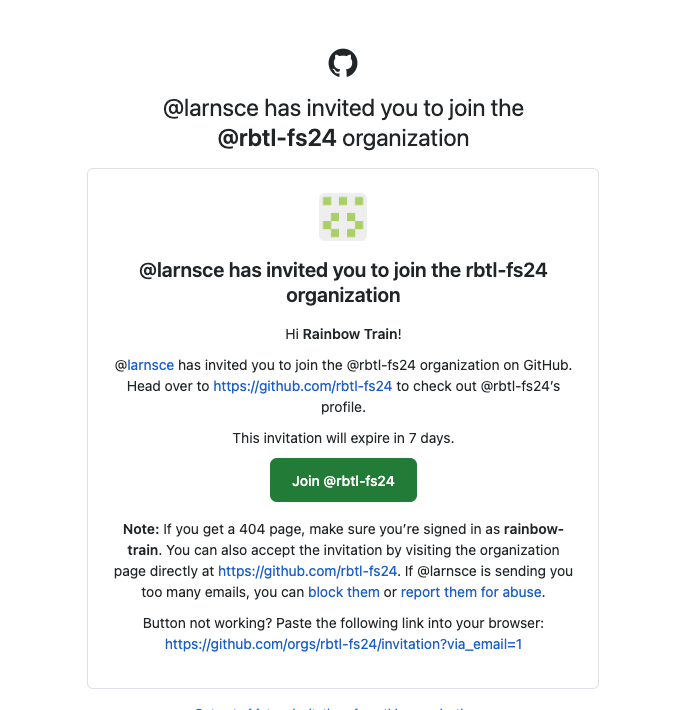 @larnsce has invited you to join the
@rbtl-fs24 organization
@larnsce has invited you to join the rbtl-fs24
organization
Hi Rainbow Train!
@larnsce has invited you to join the @rbtl-fs24 organization on GitHub.
Head over to https://github.com/rbtl-fs24 to check out @rbtl-fs24’s
profile.
This invitation will expire in 7 days.
Join @rbtl-fs24
Note: If you get a 404 page, make sure you’re signed in as rainbow-
train. You can also accept the invitation by visiting the organization
page directly at https://github.com/rbtl-fs24. If @larnsce is sending you
too many emails, you can block them or report them for abuse.
Button not working? Paste the following link into your browser:
https://github.com/orgs/rbtl-fs24/invitation?via_email=1